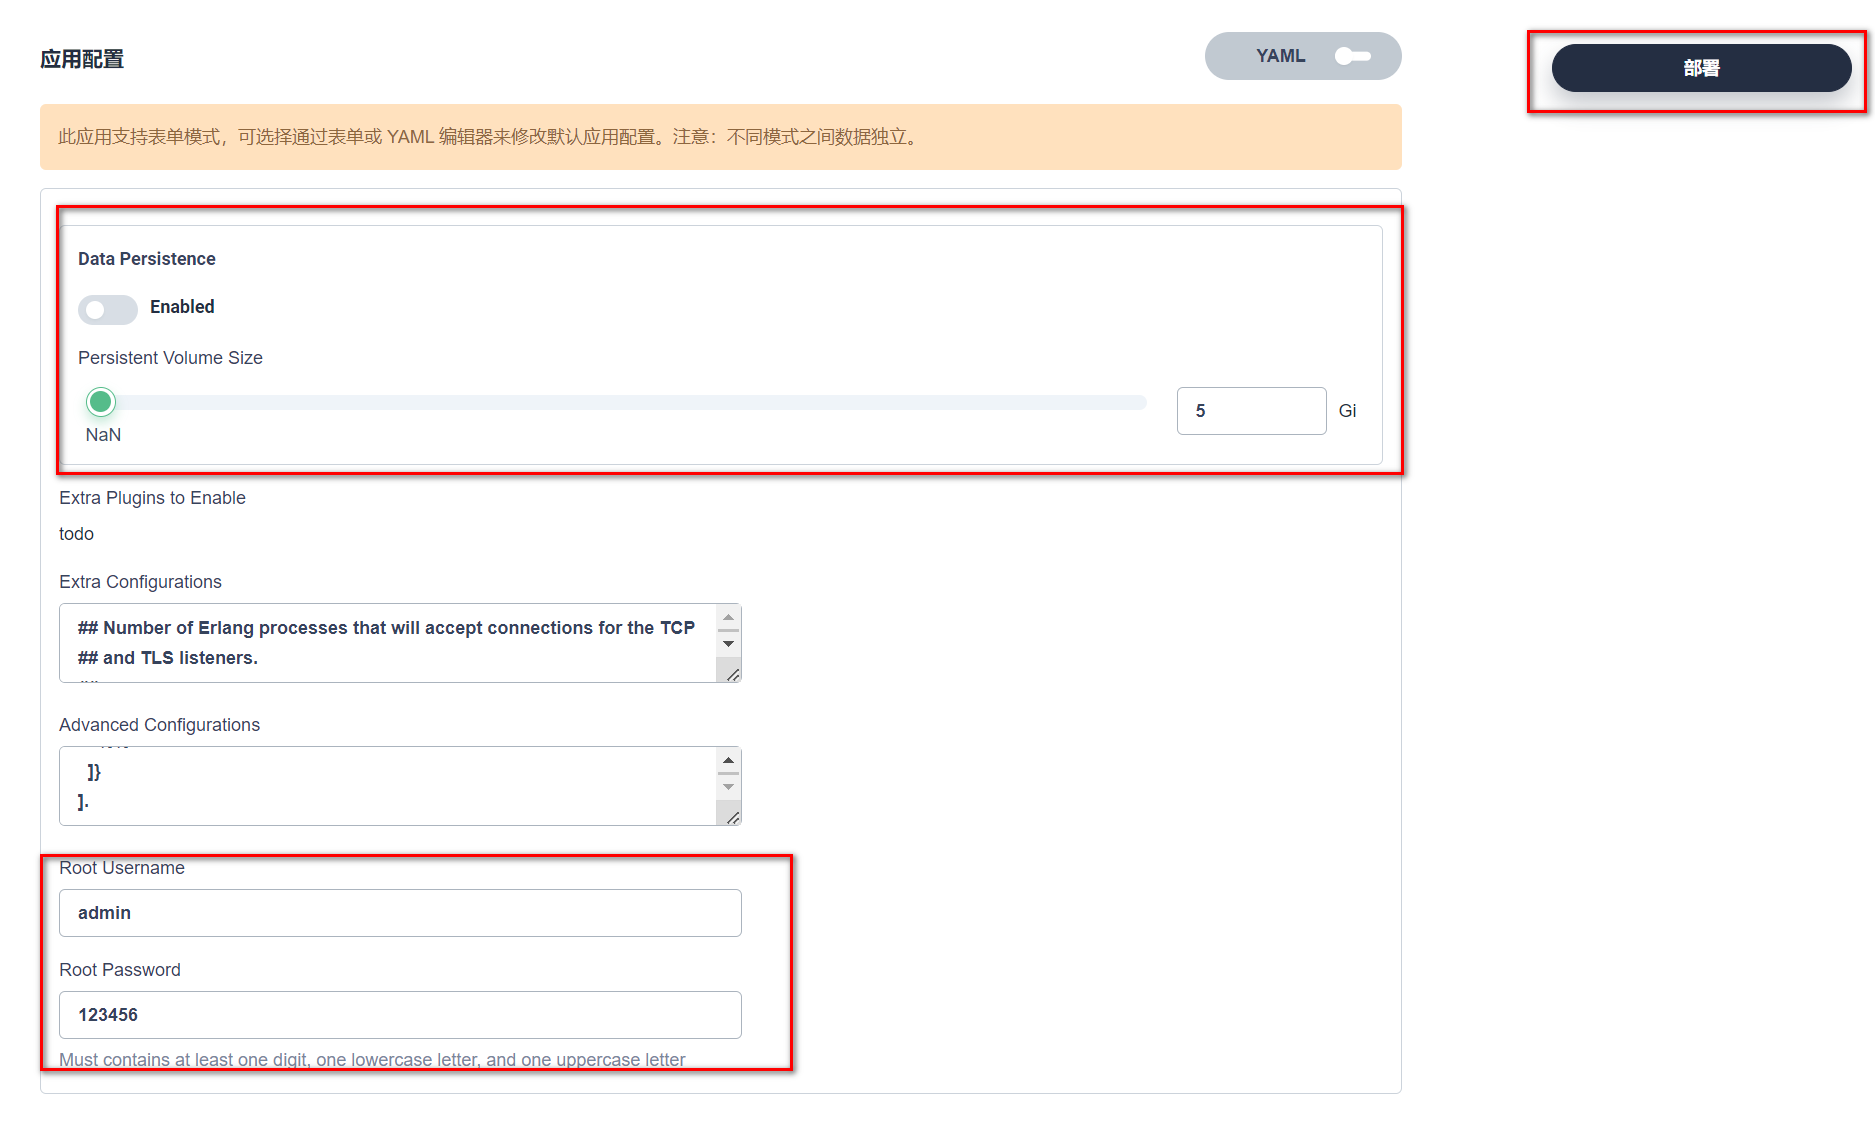 应用配置
YAML
部署
此应用支持表单模式，可选择通过表单或 YAML 编辑器来修改默认应用配置。注意：不同模式之间数据独立。
Data Persistence
Enabled
Persistent Volume Size
5
Gi
NaN
Extra Plugins to Enable
todo
Extra Configurations
## Number of Erlang processes that will accept connections for the TCP
## and TLS listeners.
Advanced Configurations
]}
].
Root Username
admin
Root Password
123456
Must contains at least one digit, one lowercase letter, and one uppercase letter